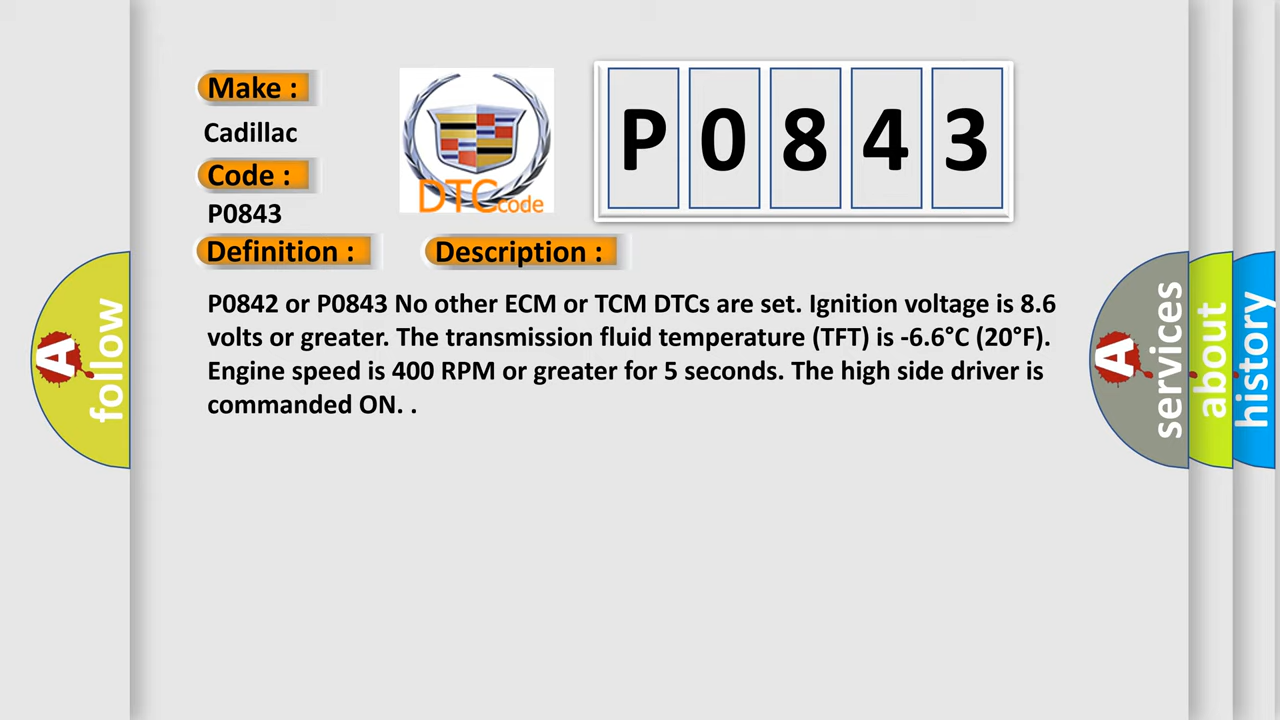 Make :
Cadillac
Code :
P0843
DTC code
P 0 8 4 3
Definition :
Description :
P0842 or P0843 No other ECM or TCM DTCs are set. Ignition voltage is 8.6
volts or greater. The transmission fluid temperature (TFT) is -6.6°C (20°F).
Engine speed is 400 RPM or greater for 5 seconds. The high side driver is
commanded ON. .
A follow
A services
about
history